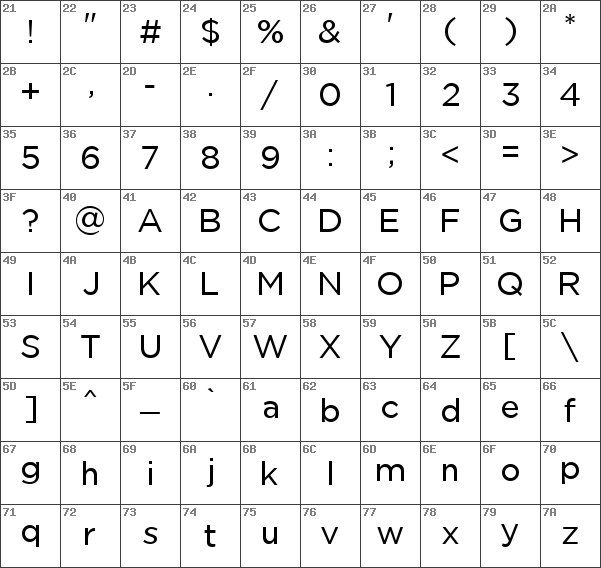 21 22 23 24 25 26 27 28 29 2A
! " # $ % & ' ( ) *
2B 2C 2D 2E 2F 30 31 32 33 34
+ , - . / 0 1 2 3 4
35 36 37 38 39 3A 3B 3C 3D 3E
5 6 7 8 9 : ; < = >
3F 40 41 42 43 44 45 46 47 48
? @ A B C D E F G H
49 4A 4B 4C 4D 4E 4F 50 51 52
I J K L M N O P Q R
53 54 55 56 57 58 59 5A 5B 5C
S T U V W X Y Z [ \
5D 5E 5F 60 61 62 63 64 65 66
] ^ _ ` a b c d e f
67 68 69 6A 6B 6C 6D 6E 6F 70
g h i j k l m n o p
71 72 73 74 75 76 77 78 79 7A
q r s t u v w x y z